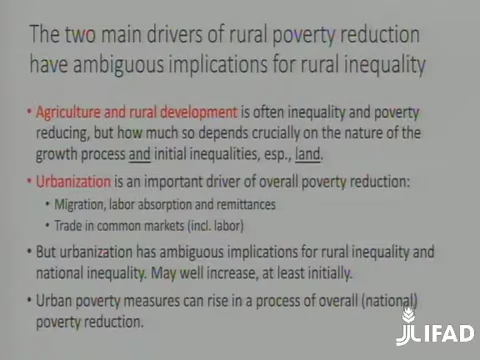 The two main drivers of rural poverty reduction
have ambiguous implications for rural inequality
• Agriculture and rural development is often inequality and poverty
reducing, but how much so depends crucially on the nature of the
growth process and initial inequalities, esp., land.
• Urbanization is an important driver of overall poverty reduction:
• Migration, labor absorption and remittances
• Trade in common markets (incl. labor)
• But urbanization has ambiguous implications for rural inequality and
national inequality. May well increase, at least initially.
• Urban poverty measures can rise in a process of overall (national)
poverty reduction.
JLIFAD